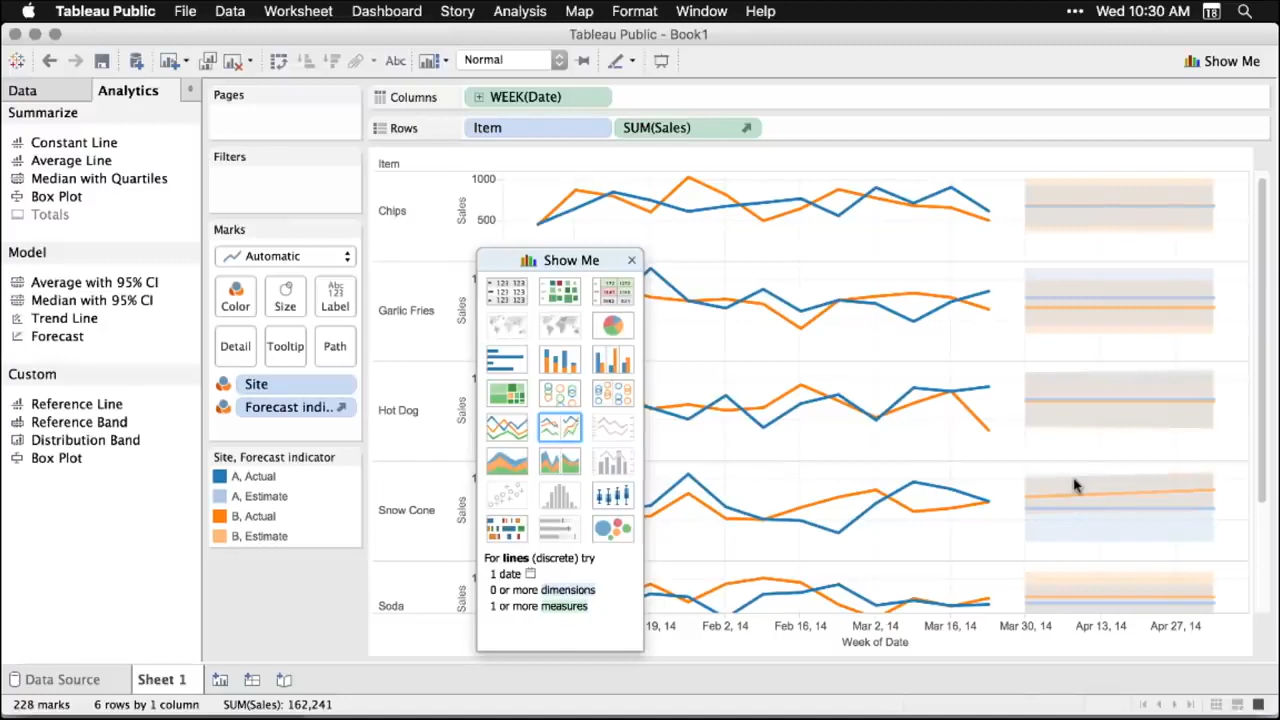 Tableau Public File Data Worksheet Dashboard Story Analysis Map Format Window Help ••• Wed 10:30 AM 18
Tableau Public - Book1
Abc Normal Show Me
Data Analytics
Summarize
Constant Line
Average Line
Median with Quartiles
Box Plot
Totals
Model
Average with 95% CI
Median with 95% CI
Trend Line
Forecast
Custom
Reference Line
Reference Band
Distribution Band
Box Plot
Pages
Filters
Marks
Automatic
Color Size Abc 123 Label
Detail Tooltip Path
Site
Forecast indi..
Site, Forecast indicator
A, Actual
A, Estimate
B, Actual
B, Estimate
Columns WEEK(Date)
Rows Item SUM(Sales)
Item
Chips Sales 1000 500
Garlic Fries Sales
Hot Dog Sales
Snow Cone Sales
Soda Sales
Show Me
For lines (discrete) try
1 date
0 or more dimensions
1 or more measures
19, 14 Feb 2, 14 Feb 16, 14 Mar 2, 14 Mar 16, 14 Mar 30, 14 Apr 13, 14 Apr 27, 14
Week of Date
Data Source Sheet 1
228 marks 6 rows by 1 column SUM(Sales): 162,241